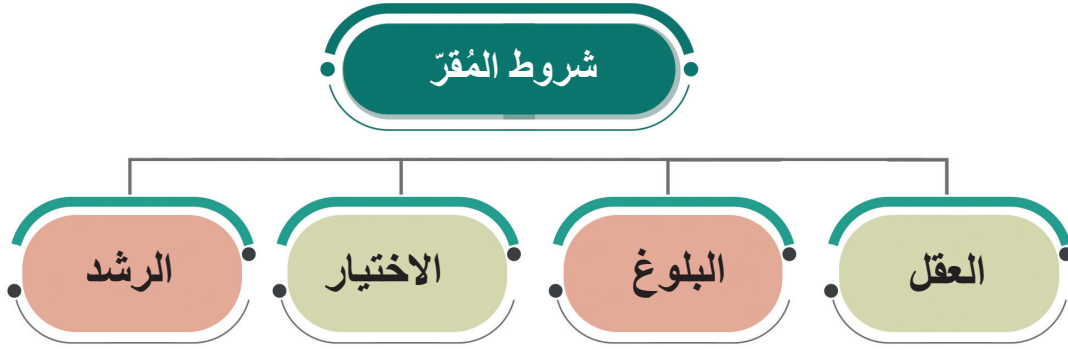 شروط المُقرّ
العقل
البلوغ
الاختيار
الرشد